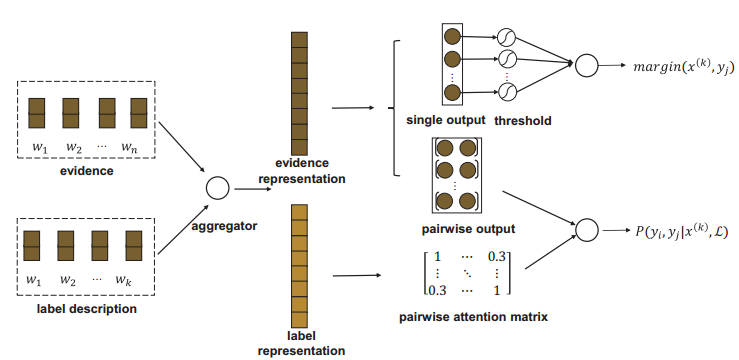 w₁ w₂ ⋯ wₙ
evidence
w₁ w₂ ⋯ wₖ
label description
aggregator
evidence
representation
label
representation
single output threshold
pairwise output
[1 ⋯ 0.3]
[⋮ ⋱ ⋮]
[0.3 ⋯ 1]
pairwise attention matrix
margin(x⁽ᵏ⁾, yⱼ)
P(yᵢ, yⱼ|x⁽ᵏ⁾, ℒ)